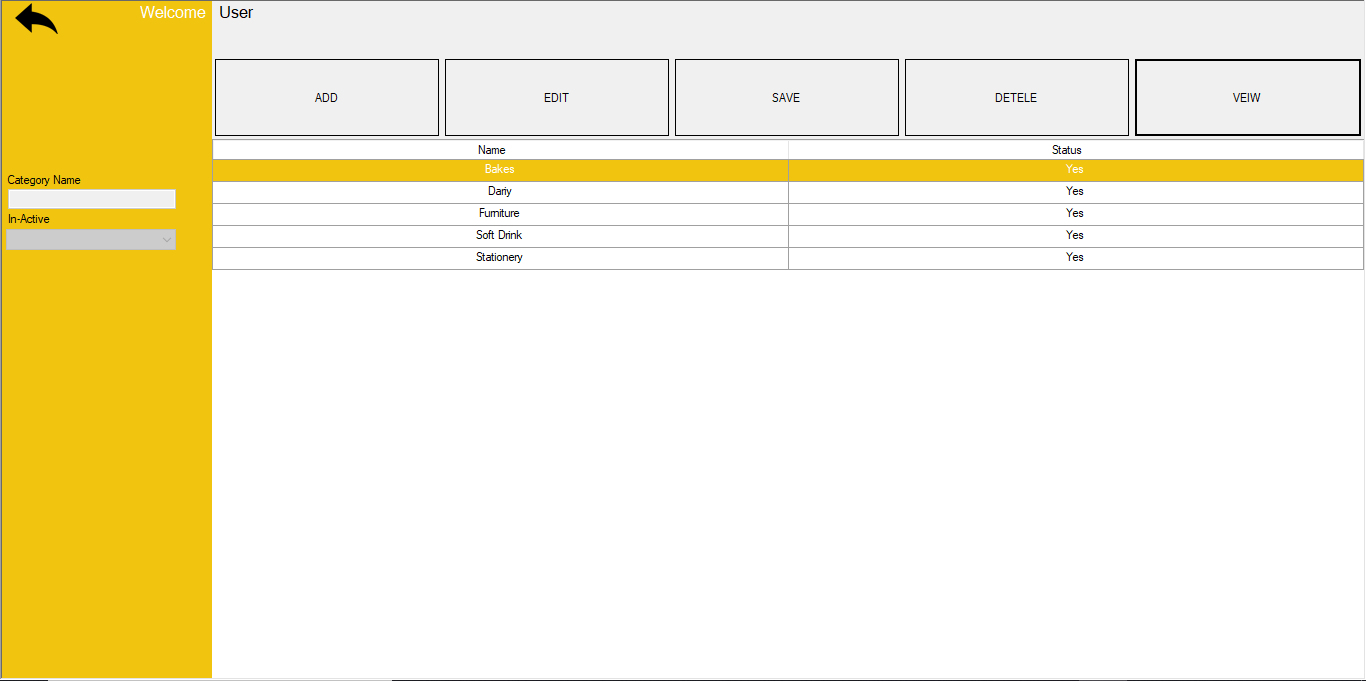 Welcome User
ADD EDIT SAVE DETELE VEIW
Name Status
Bakes Yes
Category Name
Dariy Yes
Furniture Yes
In-Active
Soft Drink Yes
Stationery Yes